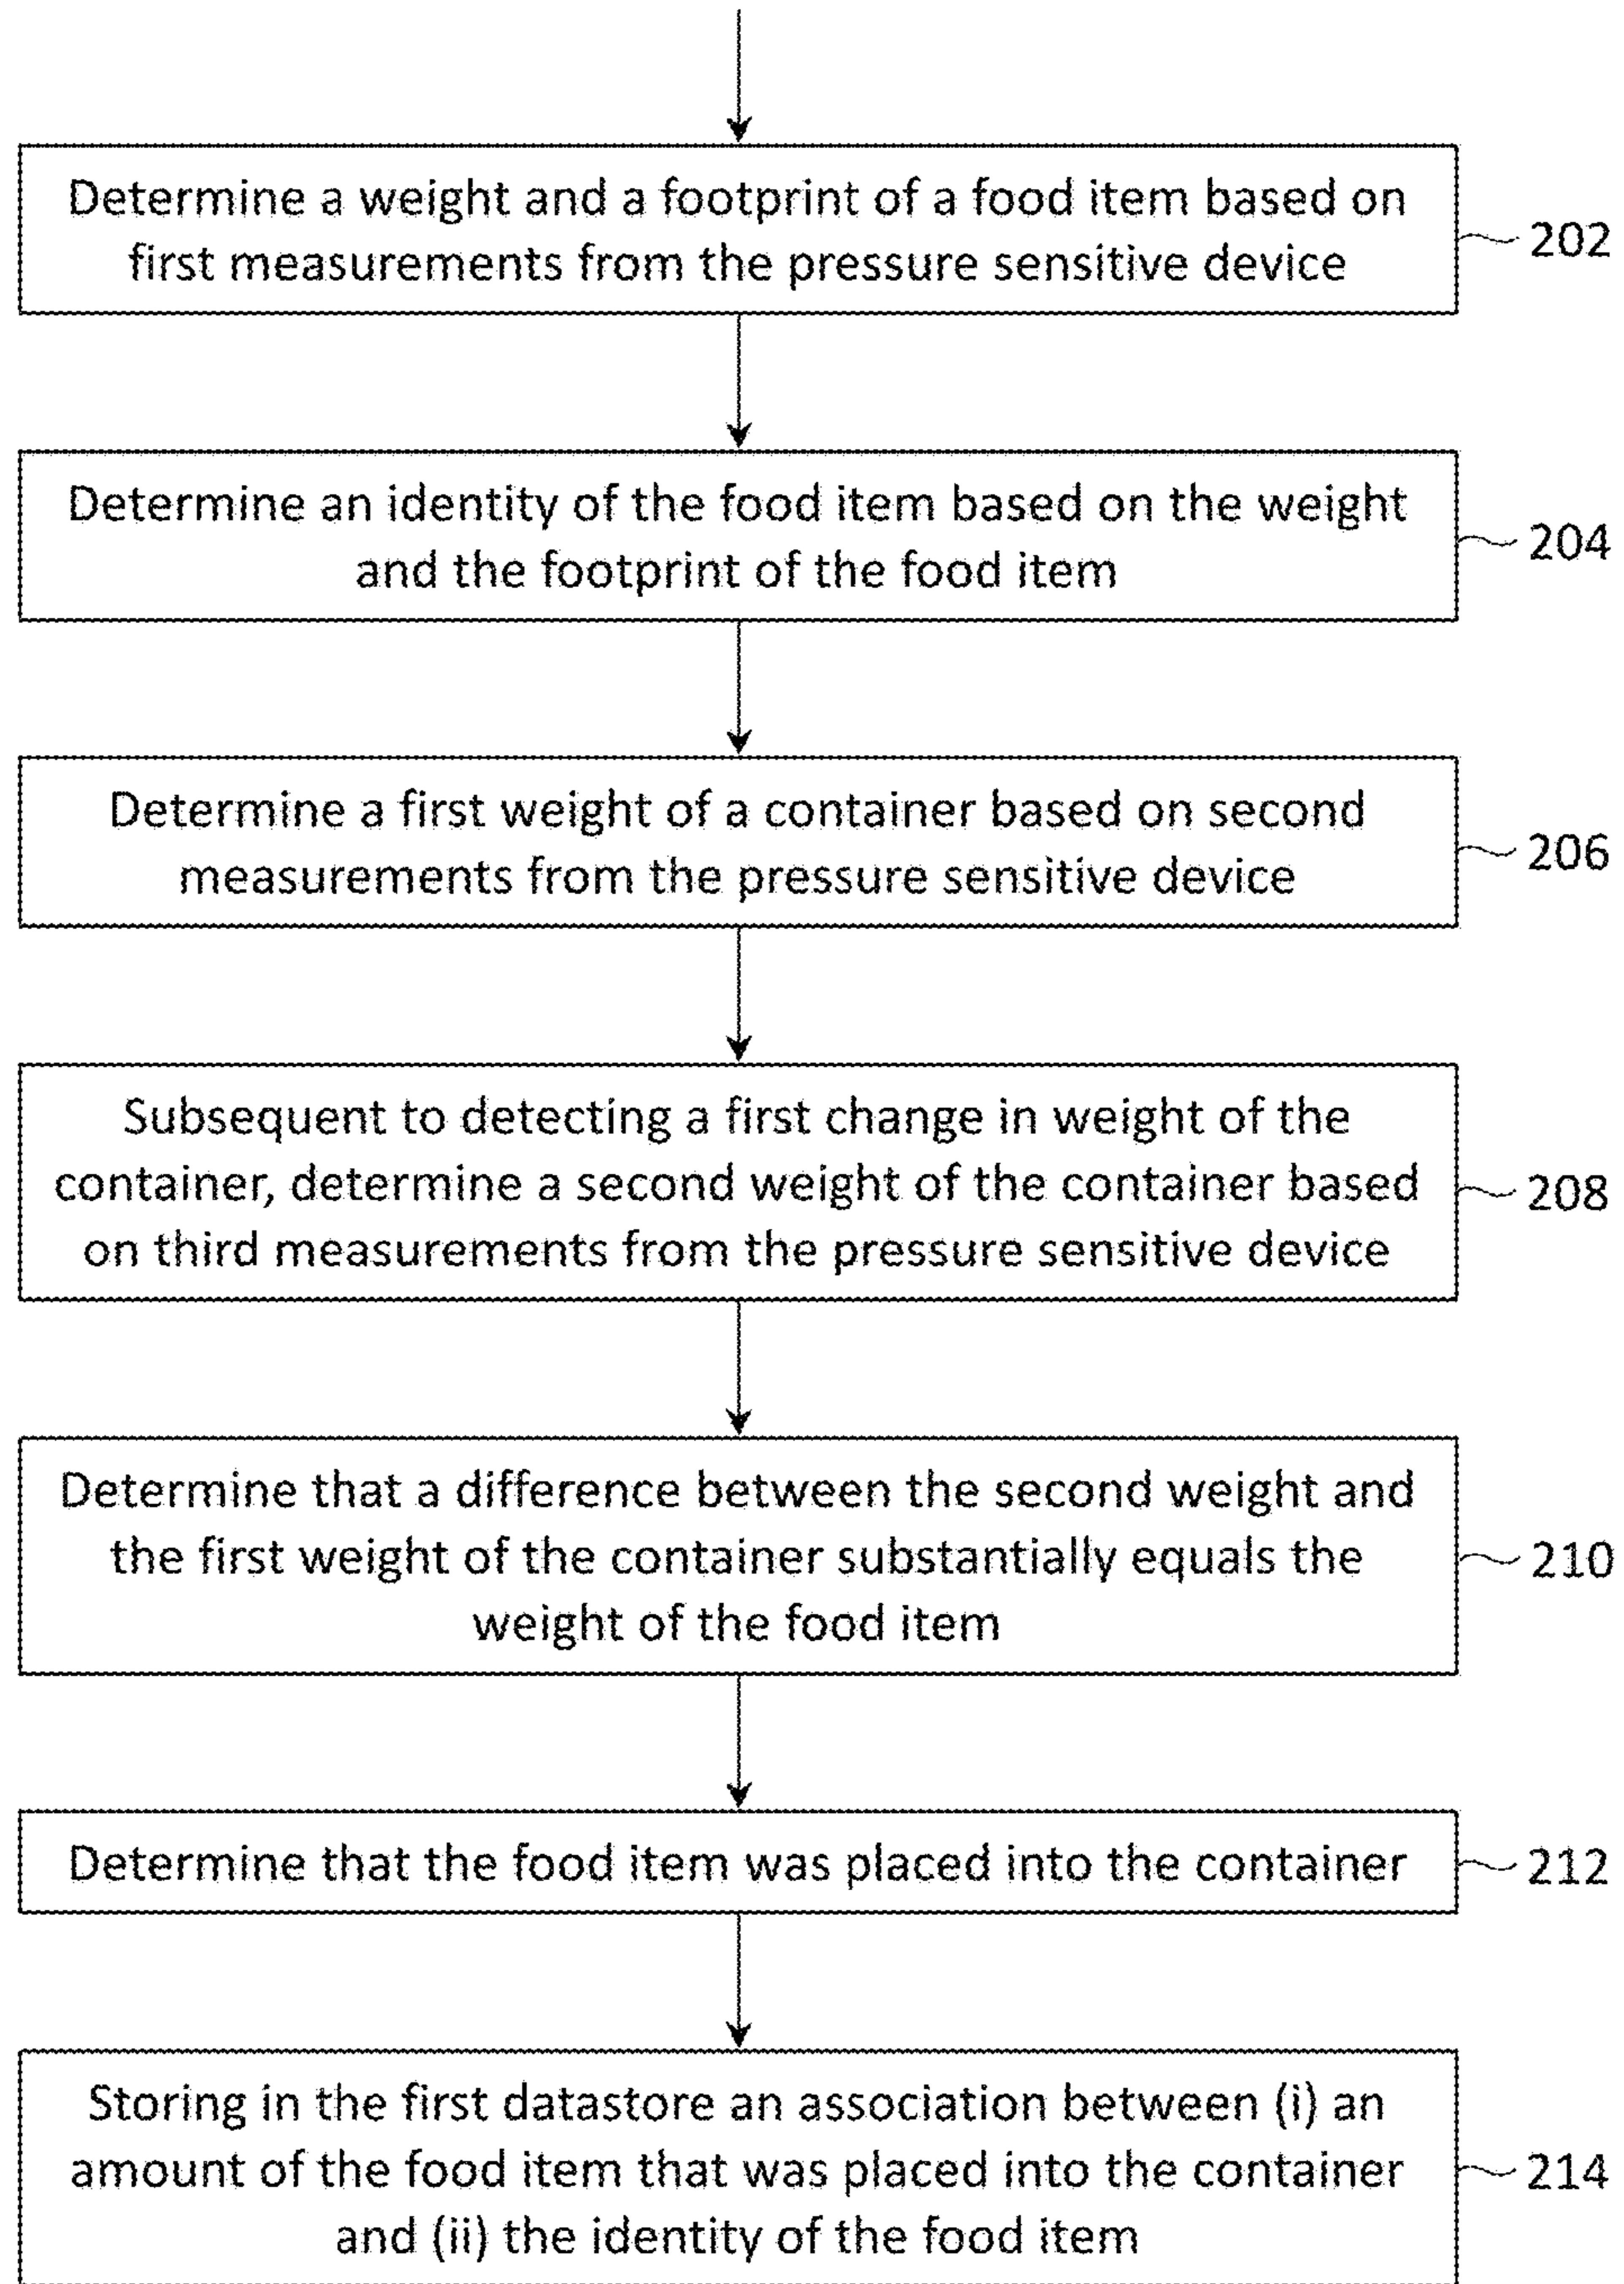 Determine a weight and a footprint of a food item based on
first measurements from the pressure sensitive device
202
Determine an identity of the food item based on the weight
and the footprint of the food item
204
Determine a first weight of a container based on second
measurements from the pressure sensitive device
206
Subsequent to detecting a first change in weight of the
container, determine a second weight of the container based
on third measurements from the pressure sensitive device
208
Determine that a difference between the second weight and
the first weight of the container substantially equals the
weight of the food item
210
Determine that the food item was placed into the container
212
Storing in the first datastore an association between (i) an
amount of the food item that was placed into the container
and (ii) the identity of the food item
214